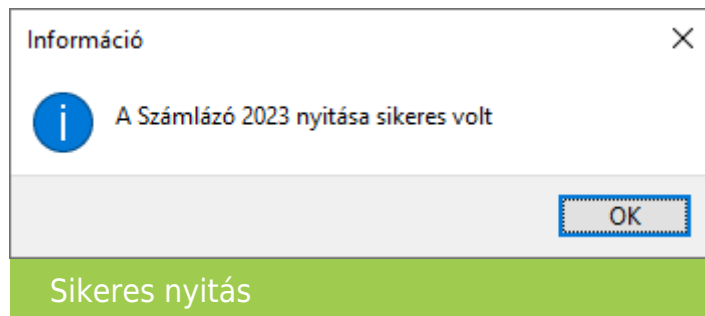 Információ
A Számlázó 2023 nyitása sikeres volt
OK
Sikeres nyitás